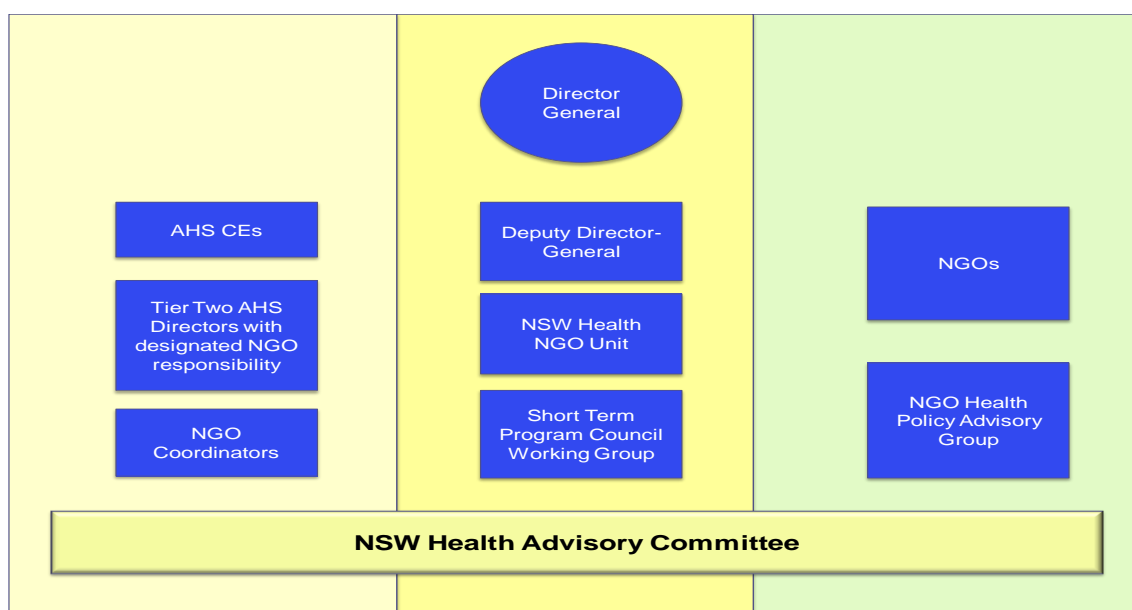 Director
General
AHS CEs
Tier Two AHS
Directors with
designated NGO
responsibility
NGO
Coordinators
Deputy Director-
General
NSW Health
NGO Unit
Short Term
Program Council
Working Group
NGOs
NGO Health
Policy Advisory
Group
NSW Health Advisory Committee